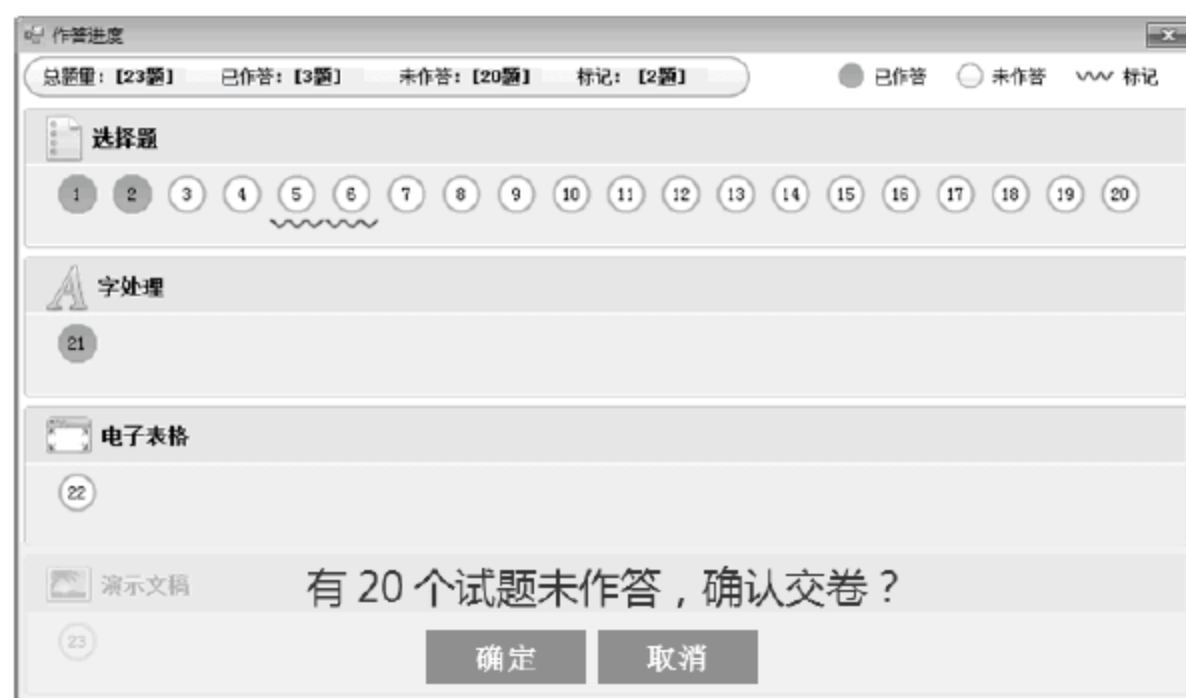 作答进度
总题量：[23题] 已作答：[3题] 未作答：[20题] 标记：[2题] 已作答 未作答 标记
选择题
1 2 3 4 5 6 7 8 9 10 11 12 13 14 15 16 17 18 19 20
字处理
21
电子表格
22
演示文稿
有 20 个试题未作答，确认交卷？
23
确定 取消